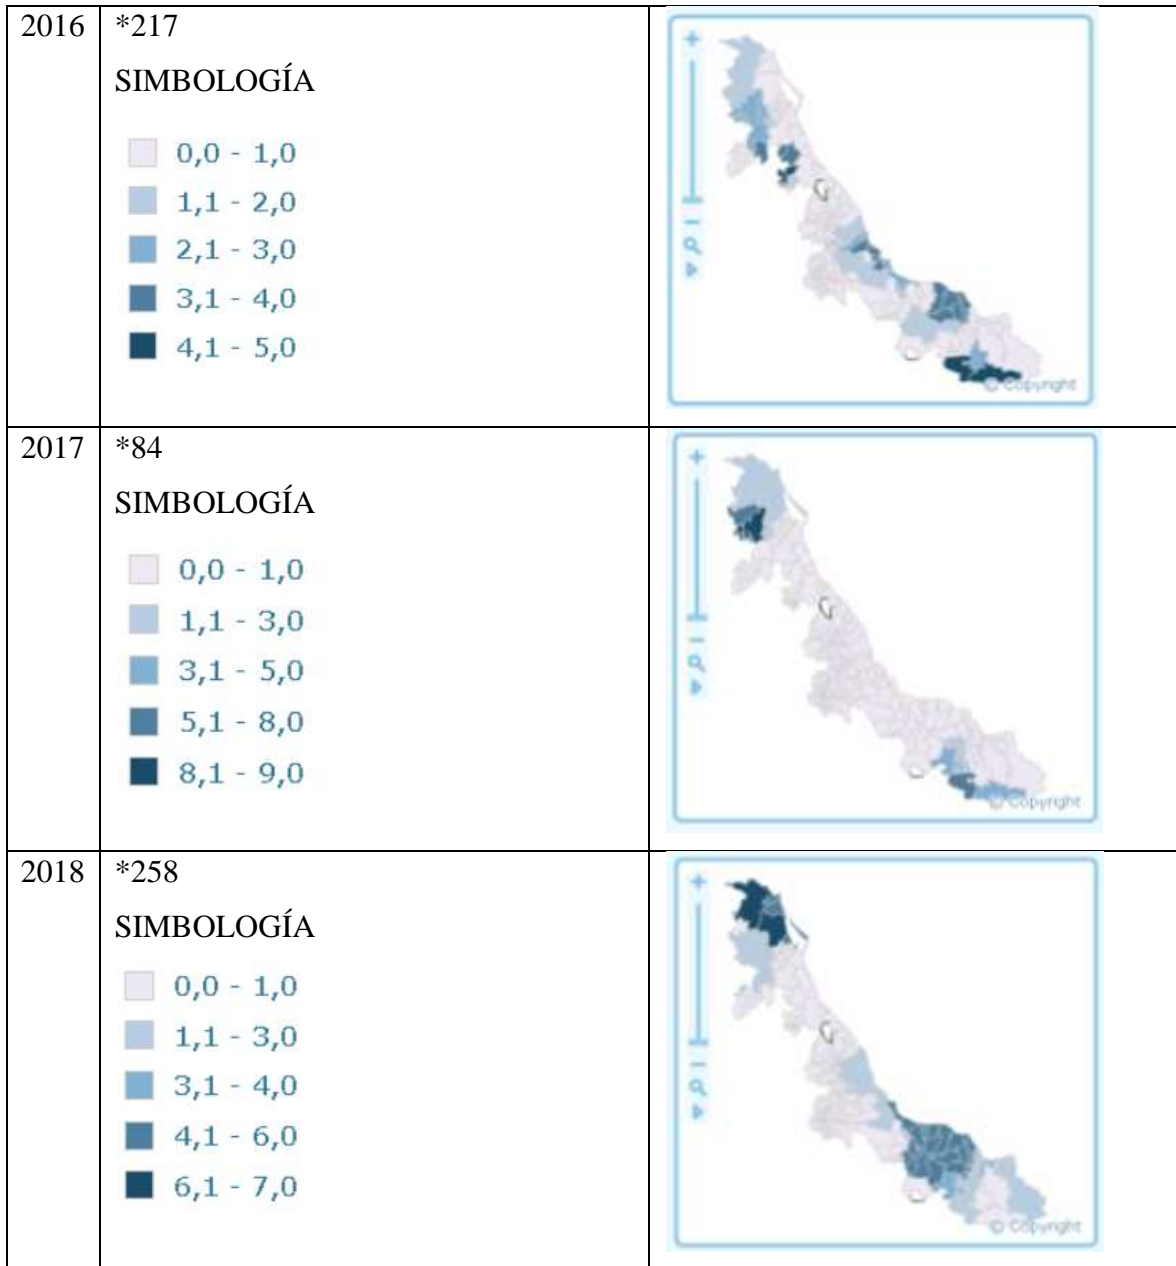 2016 *217
SIMBOLOGÍA
0,0 - 1,0
1,1 - 2,0
2,1 - 3,0
3,1 - 4,0
4,1 - 5,0
© Copyright
2017 *84
SIMBOLOGÍA
0,0 - 1,0
1,1 - 3,0
3,1 - 5,0
5,1 - 8,0
8,1 - 9,0
© Copyright
2018 *258
SIMBOLOGÍA
0,0 - 1,0
1,1 - 3,0
3,1 - 4,0
4,1 - 6,0
6,1 - 7,0
© Copyright